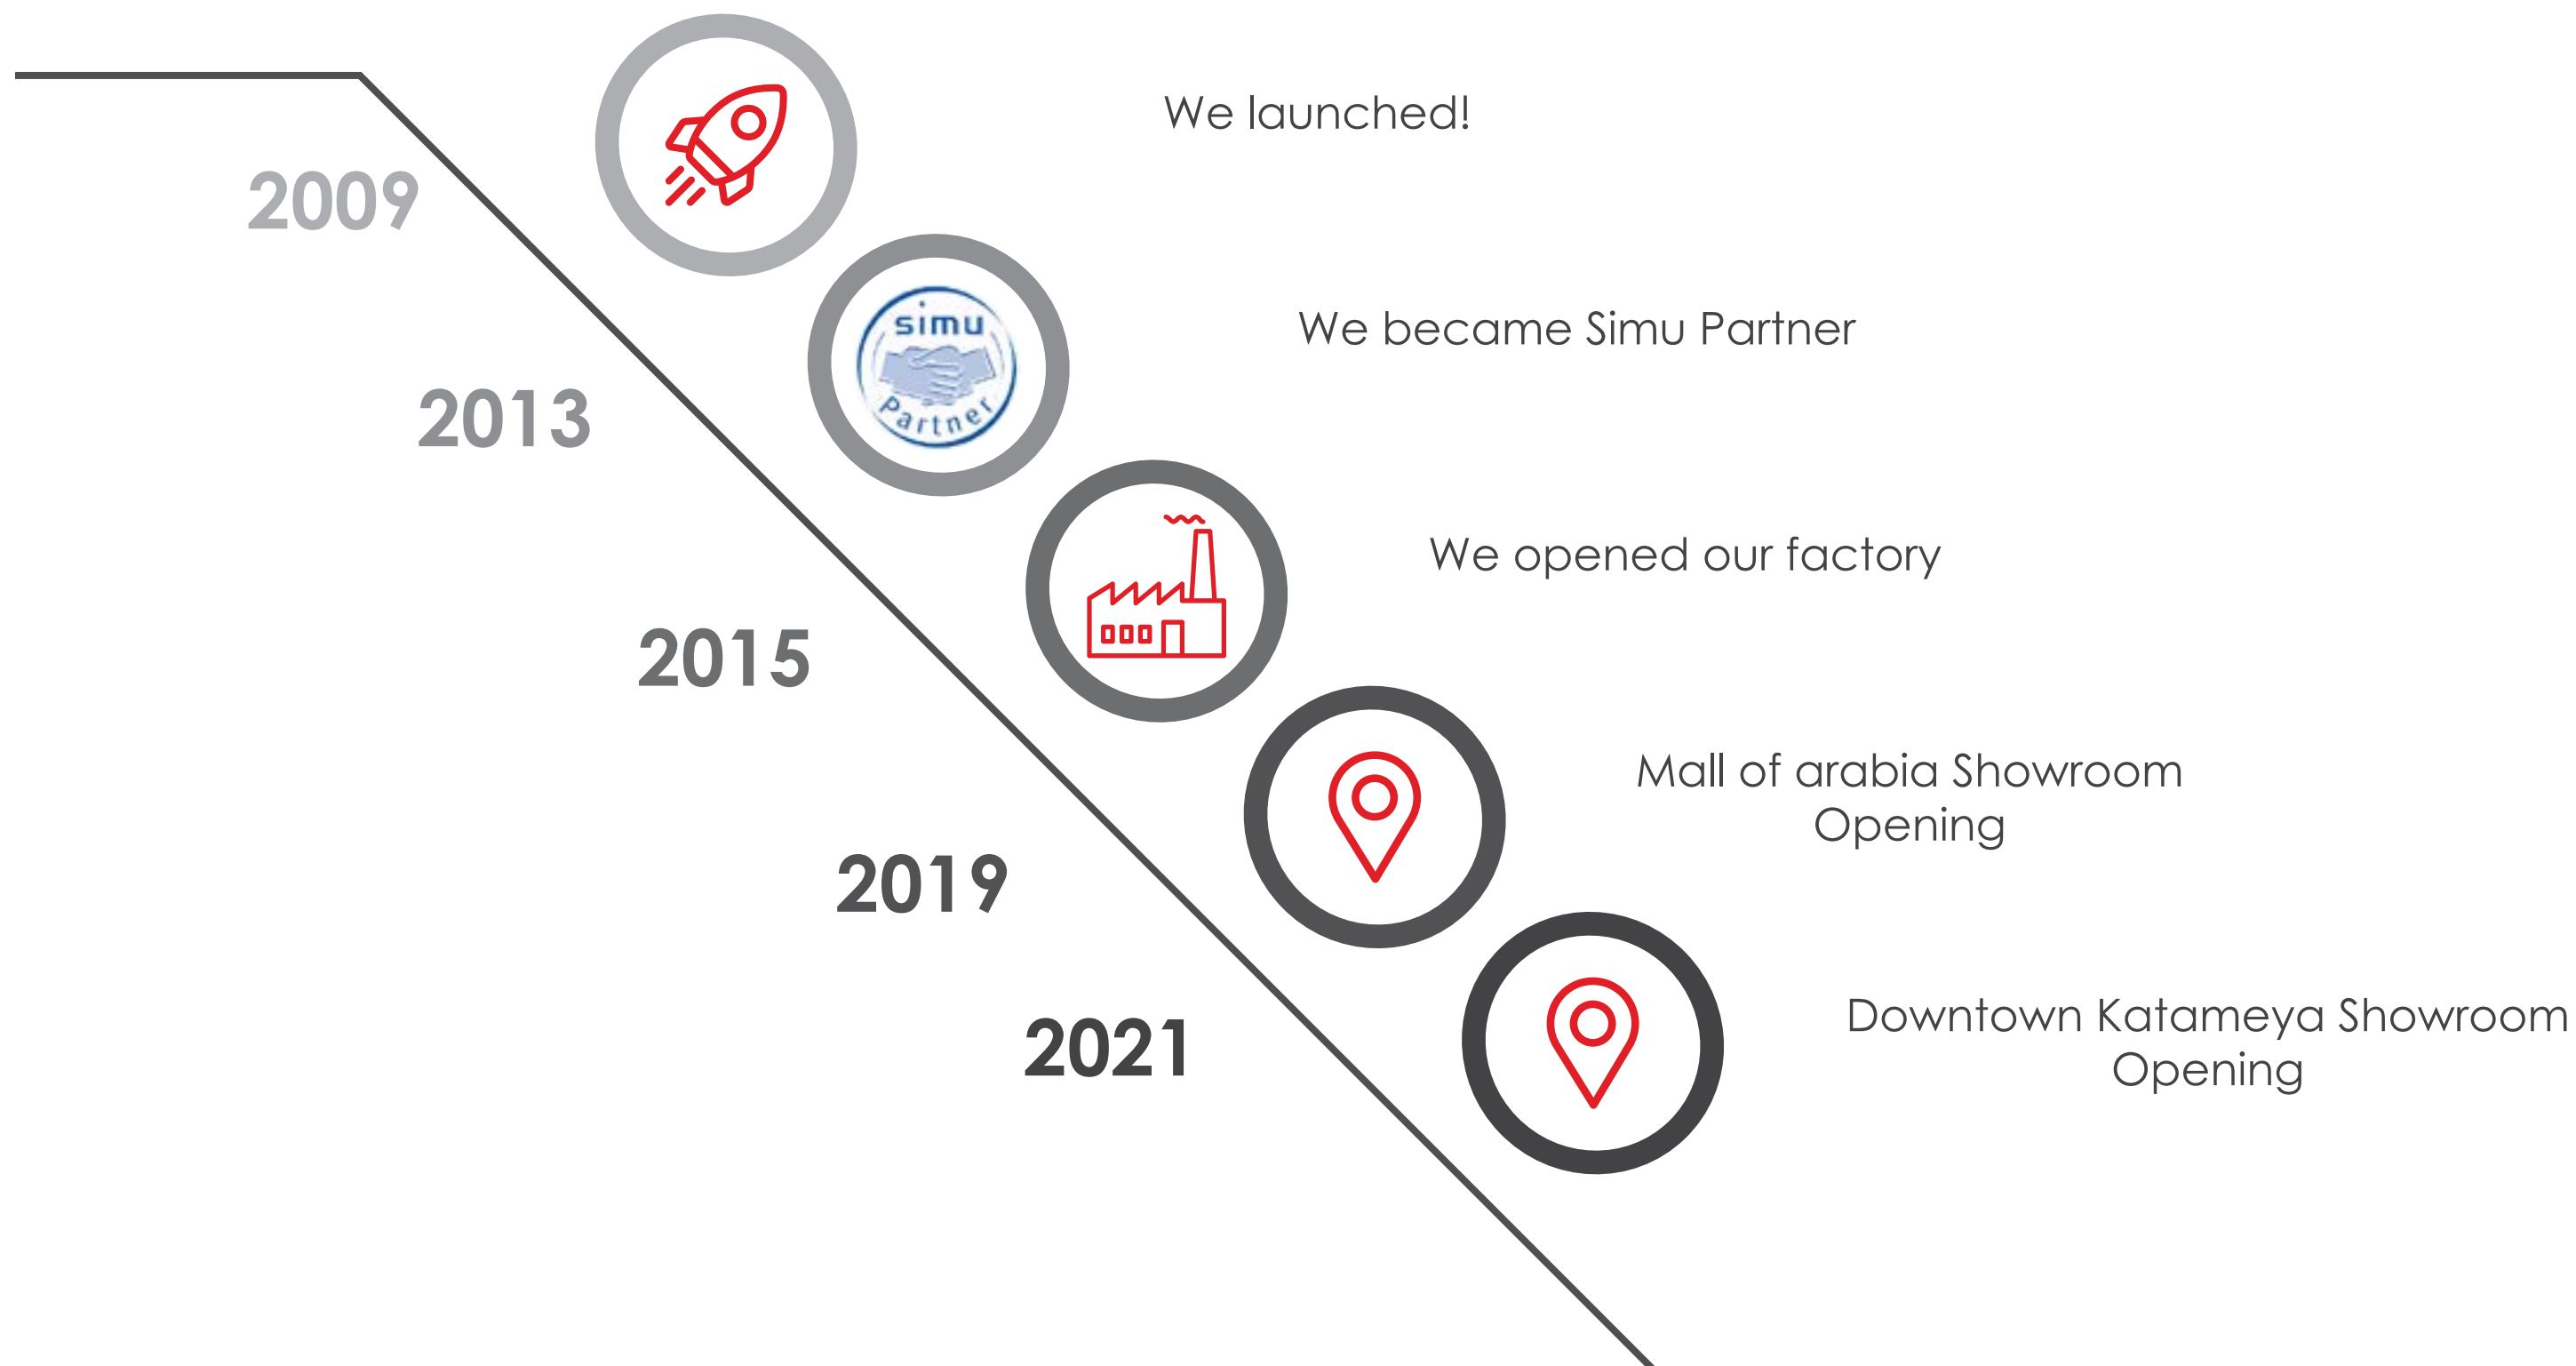 We launched!
2009
simu
Partner
We became Simu Partner
2013
We opened our factory
2015
Mall of arabia Showroom
Opening
2019
Downtown Katameya Showroom
Opening
2021